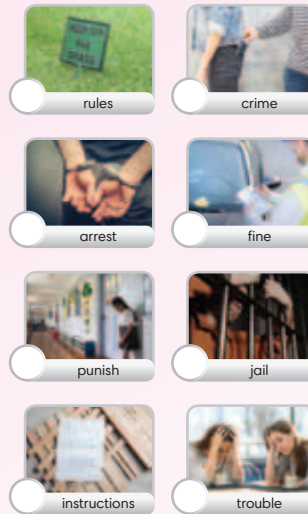 rules
crime
arrest
fine
punish
jail
instructions
trouble